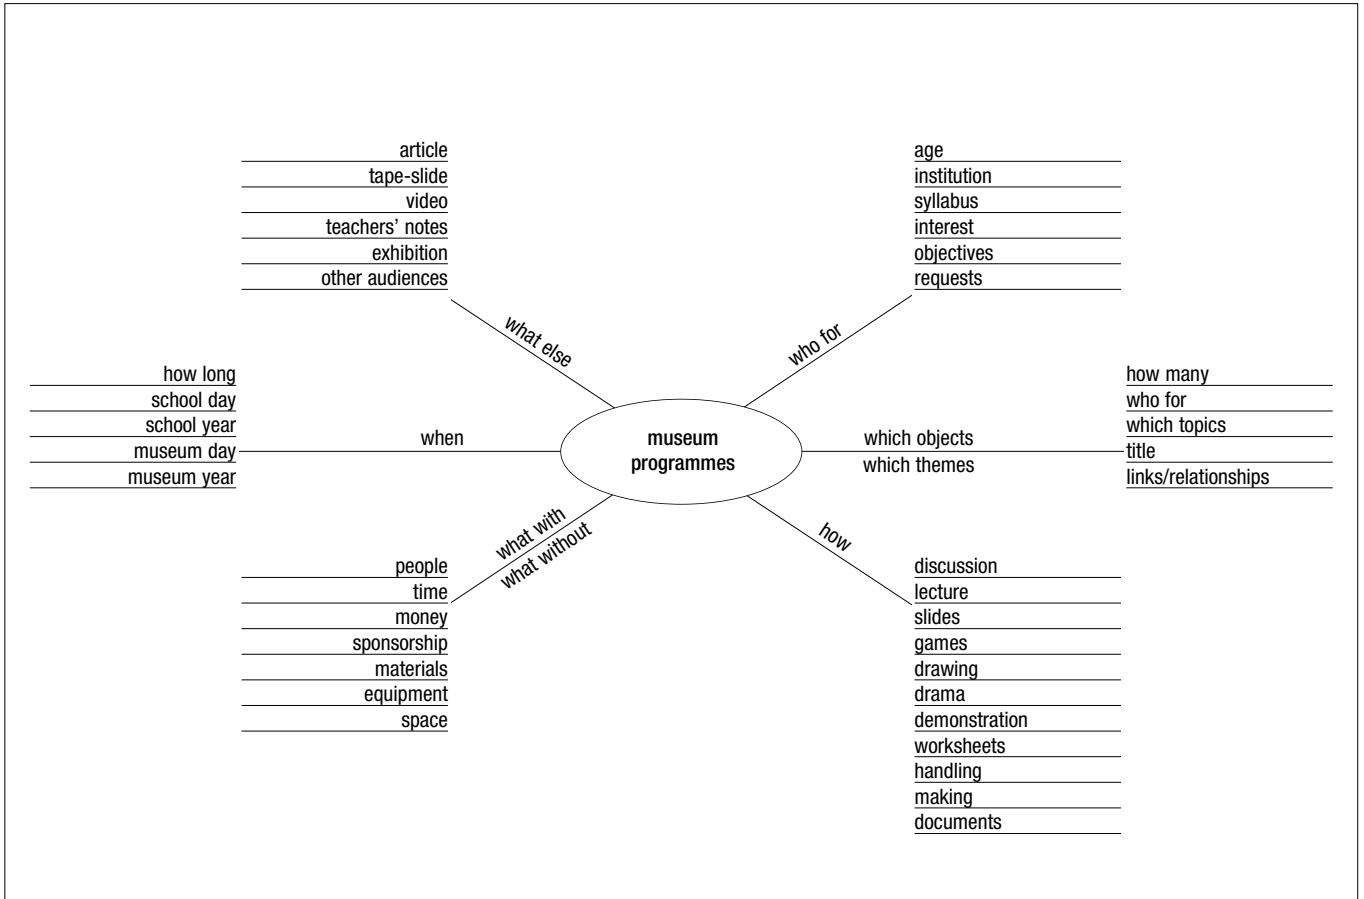 article
tape-slide
video
teachers’ notes
exhibition
other audiences
what else
age
institution
syllabus
interest
objectives
requests
who for
how long
school day
school year
museum day
museum year
when
museum
programmes
which objects
which themes
how many
who for
which topics
title
links/relationships
what with
what without
people
time
money
sponsorship
materials
equipment
space
how
discussion
lecture
slides
games
drawing
drama
demonstration
worksheets
handling
making
documents